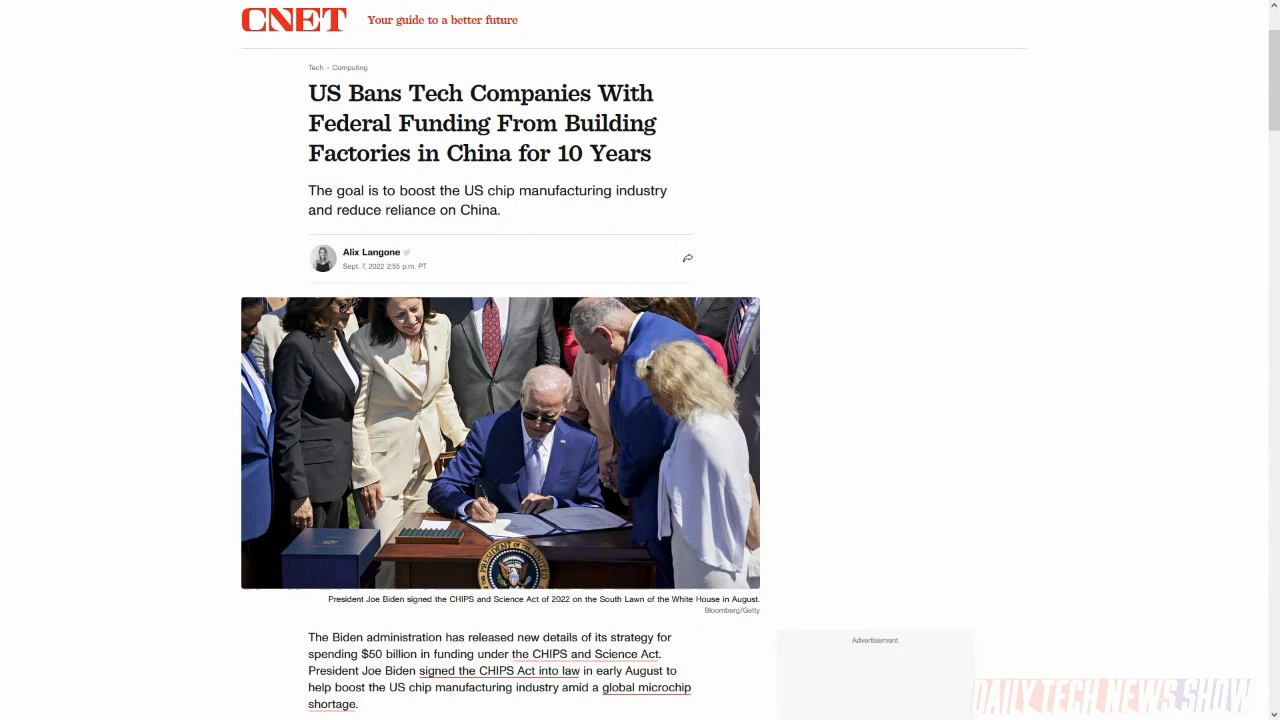 CNET
Your guide to a better future
Tech › Computing
US Bans Tech Companies With
Federal Funding From Building
Factories in China for 10 Years
The goal is to boost the US chip manufacturing industry
and reduce reliance on China.
Alix Langone
Sept. 7, 2022 2:55 p.m. PT
PRESIDENT OF THE
President Joe Biden signed the CHIPS and Science Act of 2022 on the South Lawn of the White House in August.
Bloomberg/Getty
The Biden administration has released new details of its strategy for
spending $50 billion in funding under the CHIPS and Science Act.
President Joe Biden signed the CHIPS Act into law in early August to
help boost the US chip manufacturing industry amid a global microchip
shortage.
Advertisement
DAILY TECH NEWS SHOW